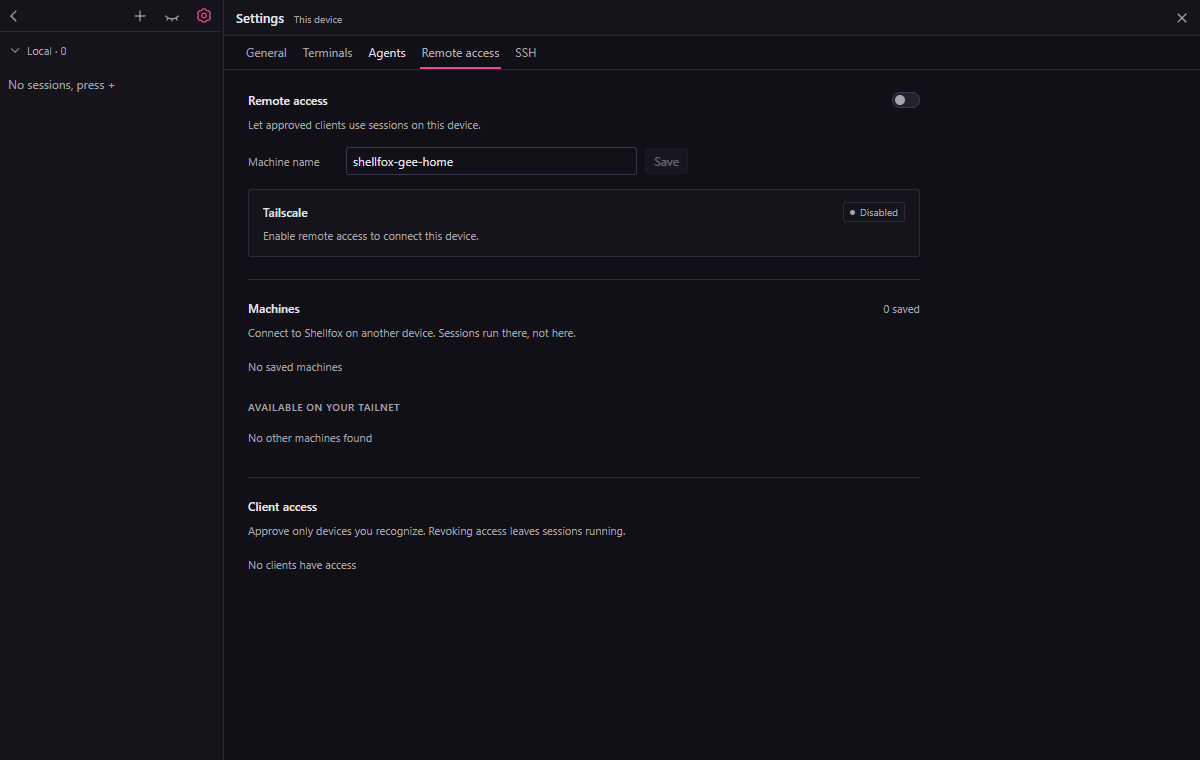 Settings This device
Local · 0
No sessions, press +
General Terminals Agents Remote access SSH
Remote access
Let approved clients use sessions on this device.
Machine name shellfox-gee-home Save
Tailscale Disabled
Enable remote access to connect this device.
Machines 0 saved
Connect to Shellfox on another device. Sessions run there, not here.
No saved machines
AVAILABLE ON YOUR TAILNET
No other machines found
Client access
Approve only devices you recognize. Revoking access leaves sessions running.
No clients have access